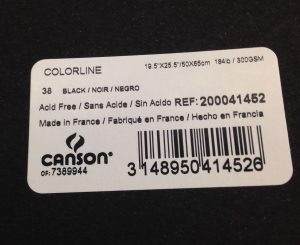 COLORLINE 19.5"X25.5"/50X65cm 184lb / 300GSM
38 BLACK / NOIR / NEGRO
Acid Free / Sans Acide / Sin Acido REF: 200041452
Made in France / Fabriqué en France / Hecho en Francia
CANSON®
OF: 7389944
3 148950 414526